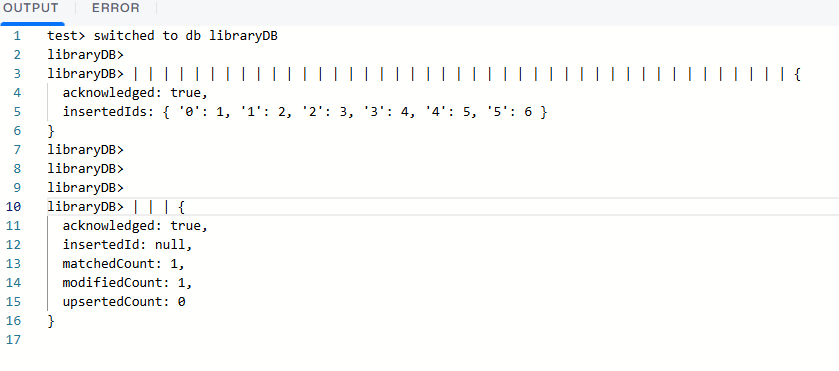 OUTPUT ERROR
1 test> switched to db libraryDB
2 libraryDB>
3 libraryDB> | | | | | | | | | | | | | | | | | | | | | | | | | | | | | | | | | | | | | | | | | | | {
4 acknowledged: true,
5 insertedIds: { '0': 1, '1': 2, '2': 3, '3': 4, '4': 5, '5': 6 }
6 }
7 libraryDB>
8 libraryDB>
9 libraryDB>
10 libraryDB> | | | {
11 acknowledged: true,
12 insertedId: null,
13 matchedCount: 1,
14 modifiedCount: 1,
15 upsertedCount: 0
16 }
17